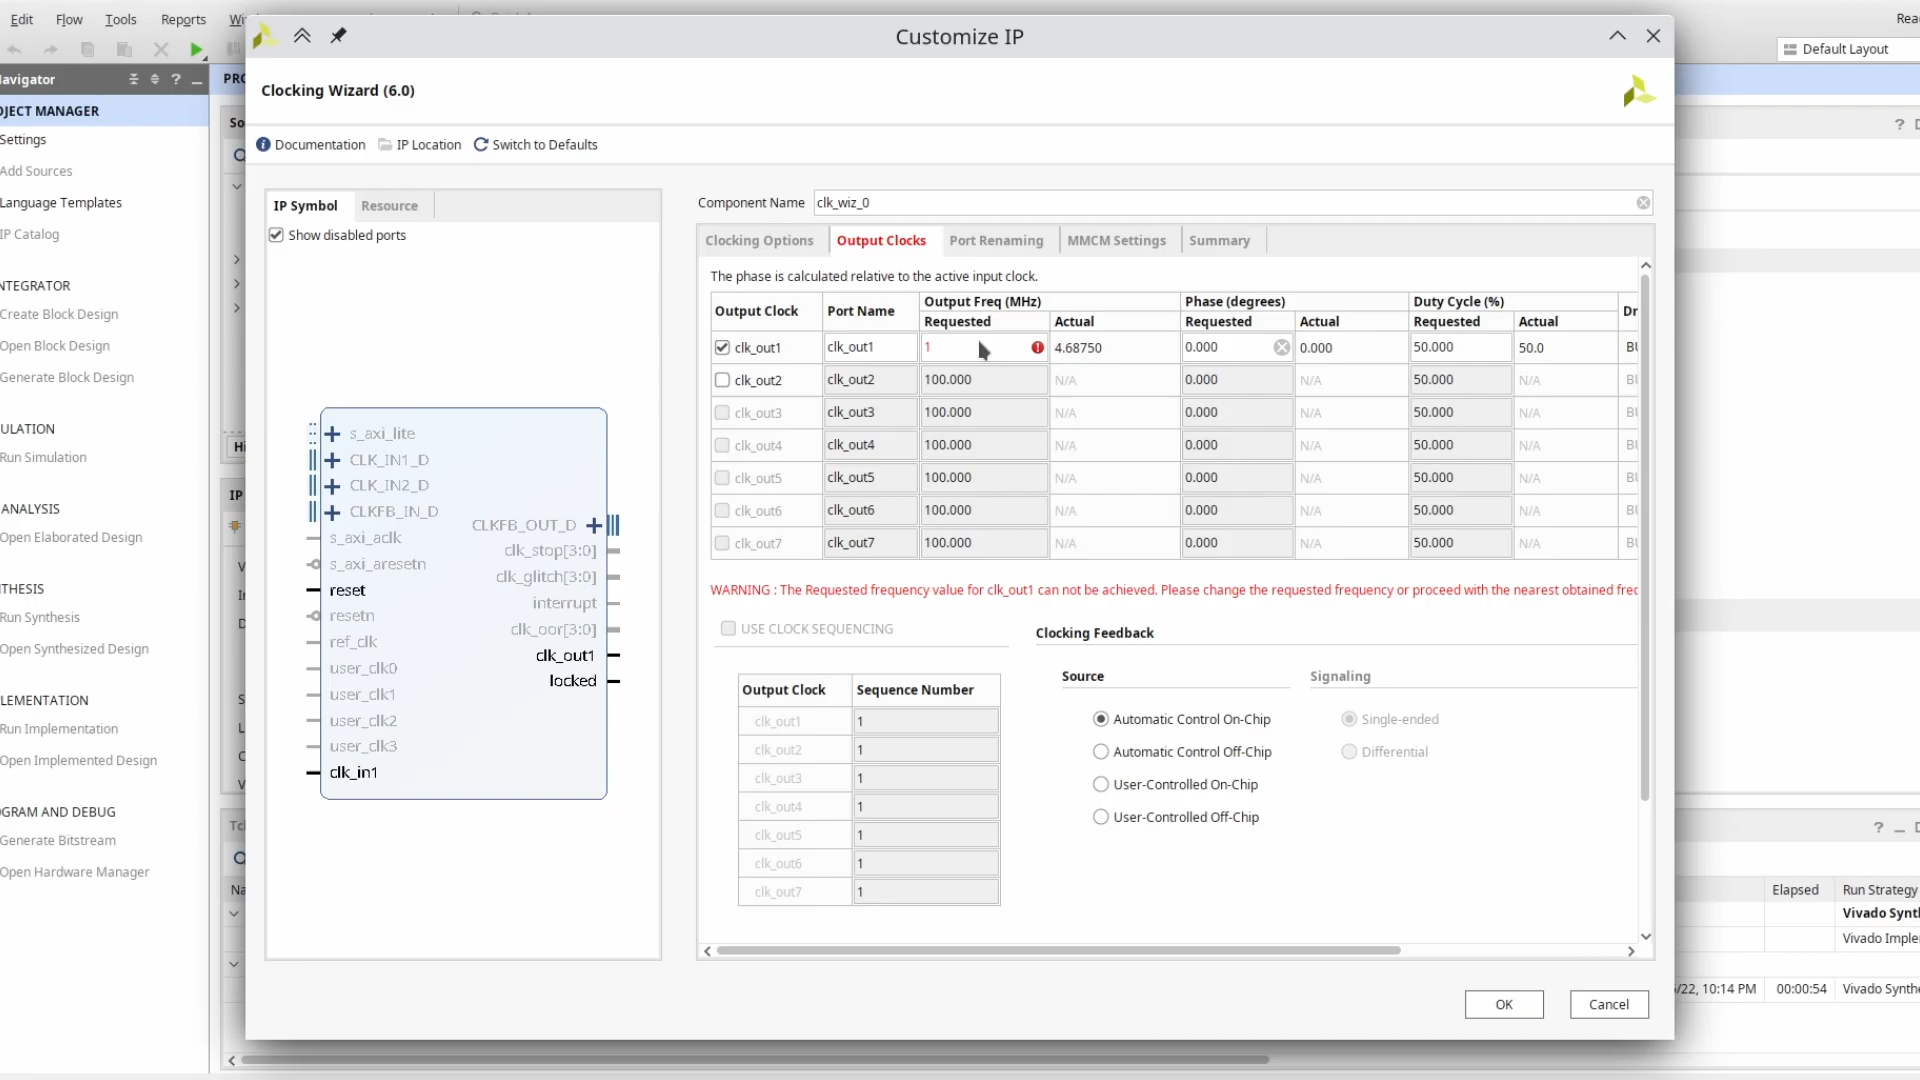 Edit Flow Tools Reports
Customize IP
Default Layout
Clocking Wizard (6.0)
Documentation IP Location Switch to Defaults
Settings
Add Sources
Language Templates
IP Catalog
Create Block Design
Open Block Design
Generate Block Design
Run Simulation
ANALYSIS
Open Elaborated Design
Run Synthesis
Open Synthesized Design
Run Implementation
Open Implemented Design
AND DEBUG
Generate Bitstream
Open Hardware Manager
IP Symbol Resource
Show disabled ports
s_axi_lite
CLK_IN1_D
CLK_IN2_D
CLKFB_IN_D
s_axi_aclk
s_axi_aresetn
reset
resetn
ref_clk
user_clk0
user_clk1
user_clk2
user_clk3
clk_in1
CLKFB_OUT_D
clk_stop[3:0]
clk_glitch[3:0]
interrupt
clk_oor[3:0]
clk_out1
locked
Component Name clk_wiz_0
Clocking Options Output Clocks Port Renaming MMCM Settings Summary
The phase is calculated relative to the active input clock.
Output Clock Port Name Output Freq (MHz) Phase (degrees) Duty Cycle (%)
Requested Actual Requested Actual Requested Actual
clk_out1 clk_out1 1 4.68750 0.000 0.000 50.000 50.0
clk_out2 clk_out2 100.000 N/A 0.000 N/A 50.000 N/A
clk_out3 clk_out3 100.000 N/A 0.000 N/A 50.000 N/A
clk_out4 clk_out4 100.000 N/A 0.000 N/A 50.000 N/A
clk_out5 clk_out5 100.000 N/A 0.000 N/A 50.000 N/A
clk_out6 clk_out6 100.000 N/A 0.000 N/A 50.000 N/A
clk_out7 clk_out7 100.000 N/A 0.000 N/A 50.000 N/A
WARNING : The Requested frequency value for clk_out1 can not be achieved. Please change the requested frequency or proceed with the nearest obtained
USE CLOCK SEQUENCING
Output Clock Sequence Number
clk_out1 1
clk_out2 1
clk_out3 1
clk_out4 1
clk_out5 1
clk_out6 1
clk_out7 1
Clocking Feedback
Source Signaling
Automatic Control On-Chip Single-ended
Automatic Control Off-Chip Differential
User-Controlled On-Chip
User-Controlled Off-Chip
OK Cancel
Elapsed Run Strategy
Vivado
Vivado
10:14 PM 00:00:54 Vivado